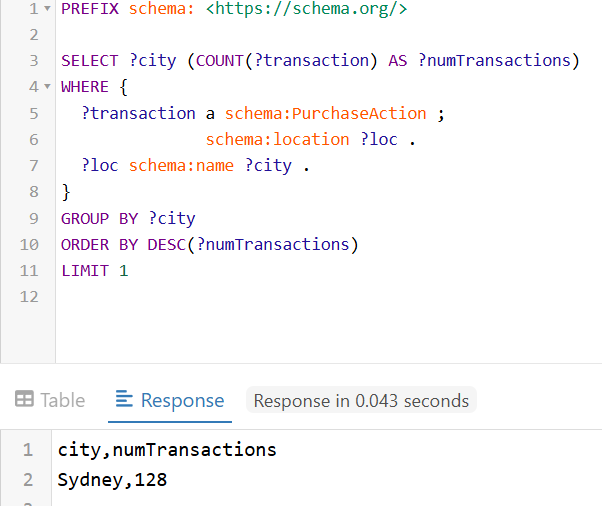 1 PREFIX schema: <https://schema.org/>
2
3 SELECT ?city (COUNT(?transaction) AS ?numTransactions)
4 WHERE {
5 ?transaction a schema:PurchaseAction ;
6 schema:location ?loc .
7 ?loc schema:name ?city .
8 }
9 GROUP BY ?city
10 ORDER BY DESC(?numTransactions)
11 LIMIT 1
12
Table Response Response in 0.043 seconds
1 city,numTransactions
2 Sydney,128